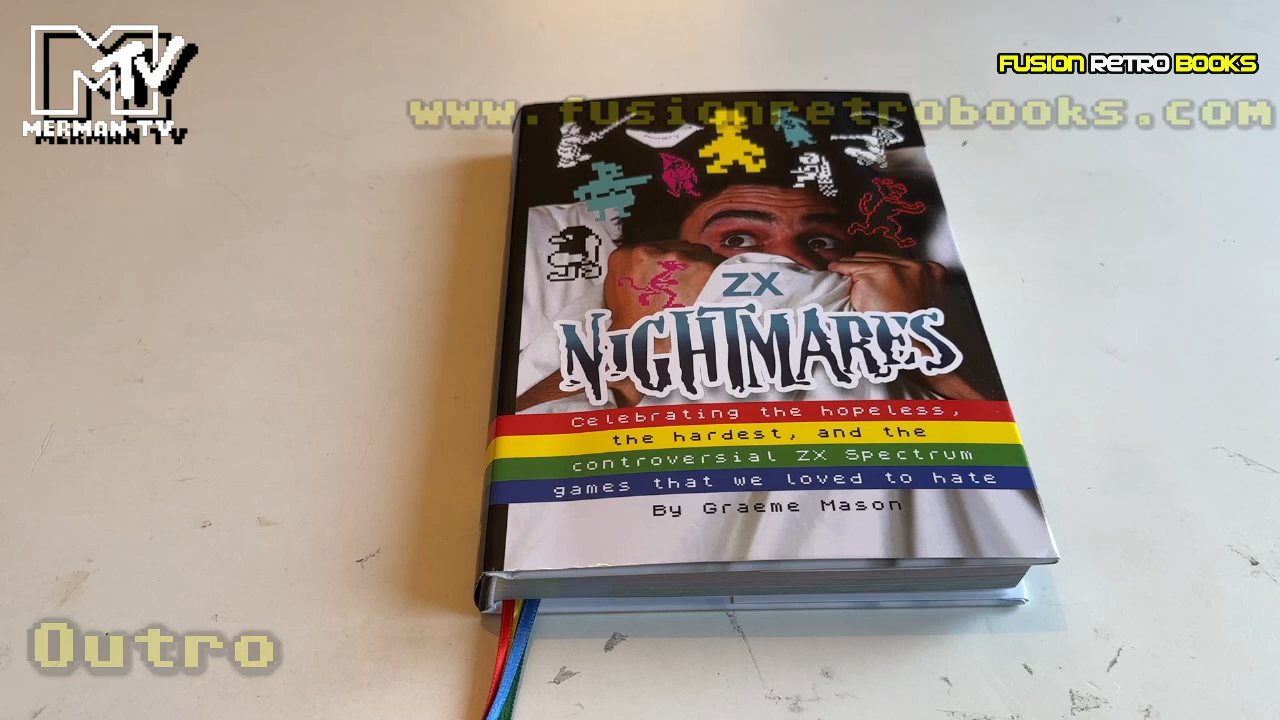 MTV
MERMAN TV
FUSION RETRO BOOKS
www.fusionretrobooks.com
ZX
NIGHTMARES
Celebrating the hopeless,
the hardest, and the
controversial ZX Spectrum
games that we loved to hate
By Graeme Mason
Outro